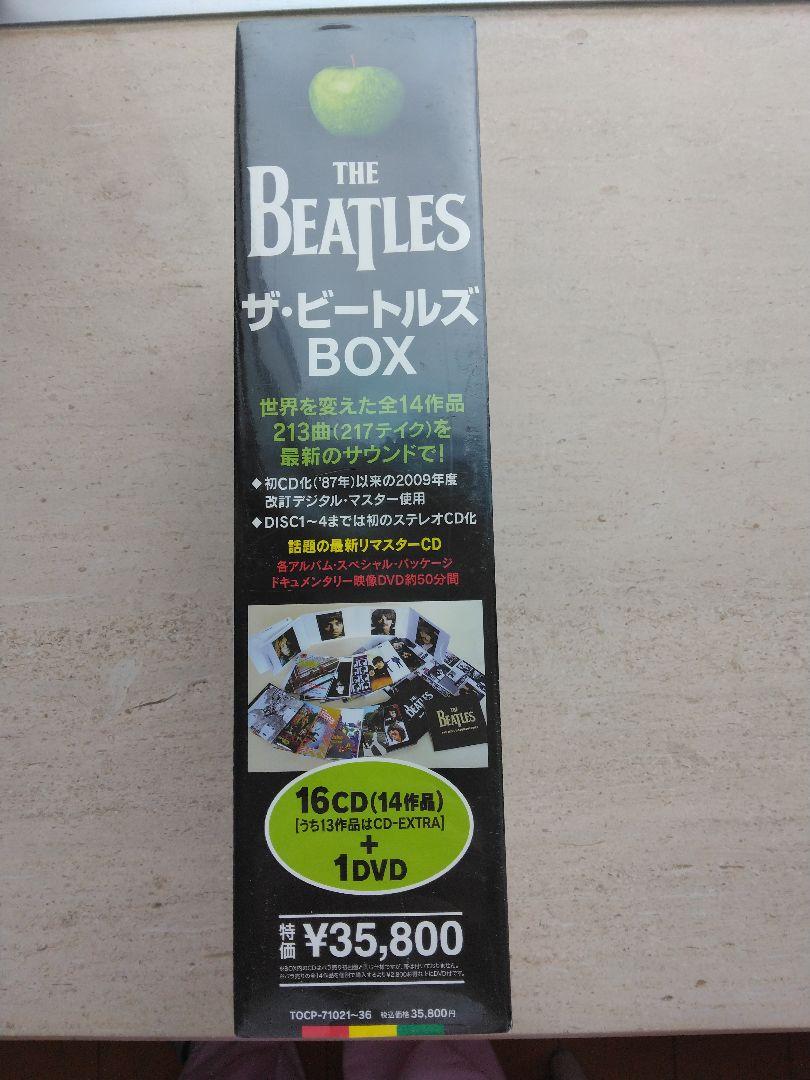 THE
BEATLES
ザ・ビートルズ
BOX
世界を変えた全14作品
213曲(217テイク)を
最新のサウンドで!
◆初CD化('87年)以来の2009年度
改訂デジタル・マスター使用
◆DISC1~4までは初のステレオCD化
話題の最新リマスターCD
各アルバム・スペシャル・パッケージ
ドキュメンタリー映像DVD約50分間
THE
BEATLES
THE
BEATLES
16CD(14作品)
[うち13作品はCD-EXTRA]
+
1DVD
特価 ¥35,800
TOCP-71021~36 税込価格35,800円